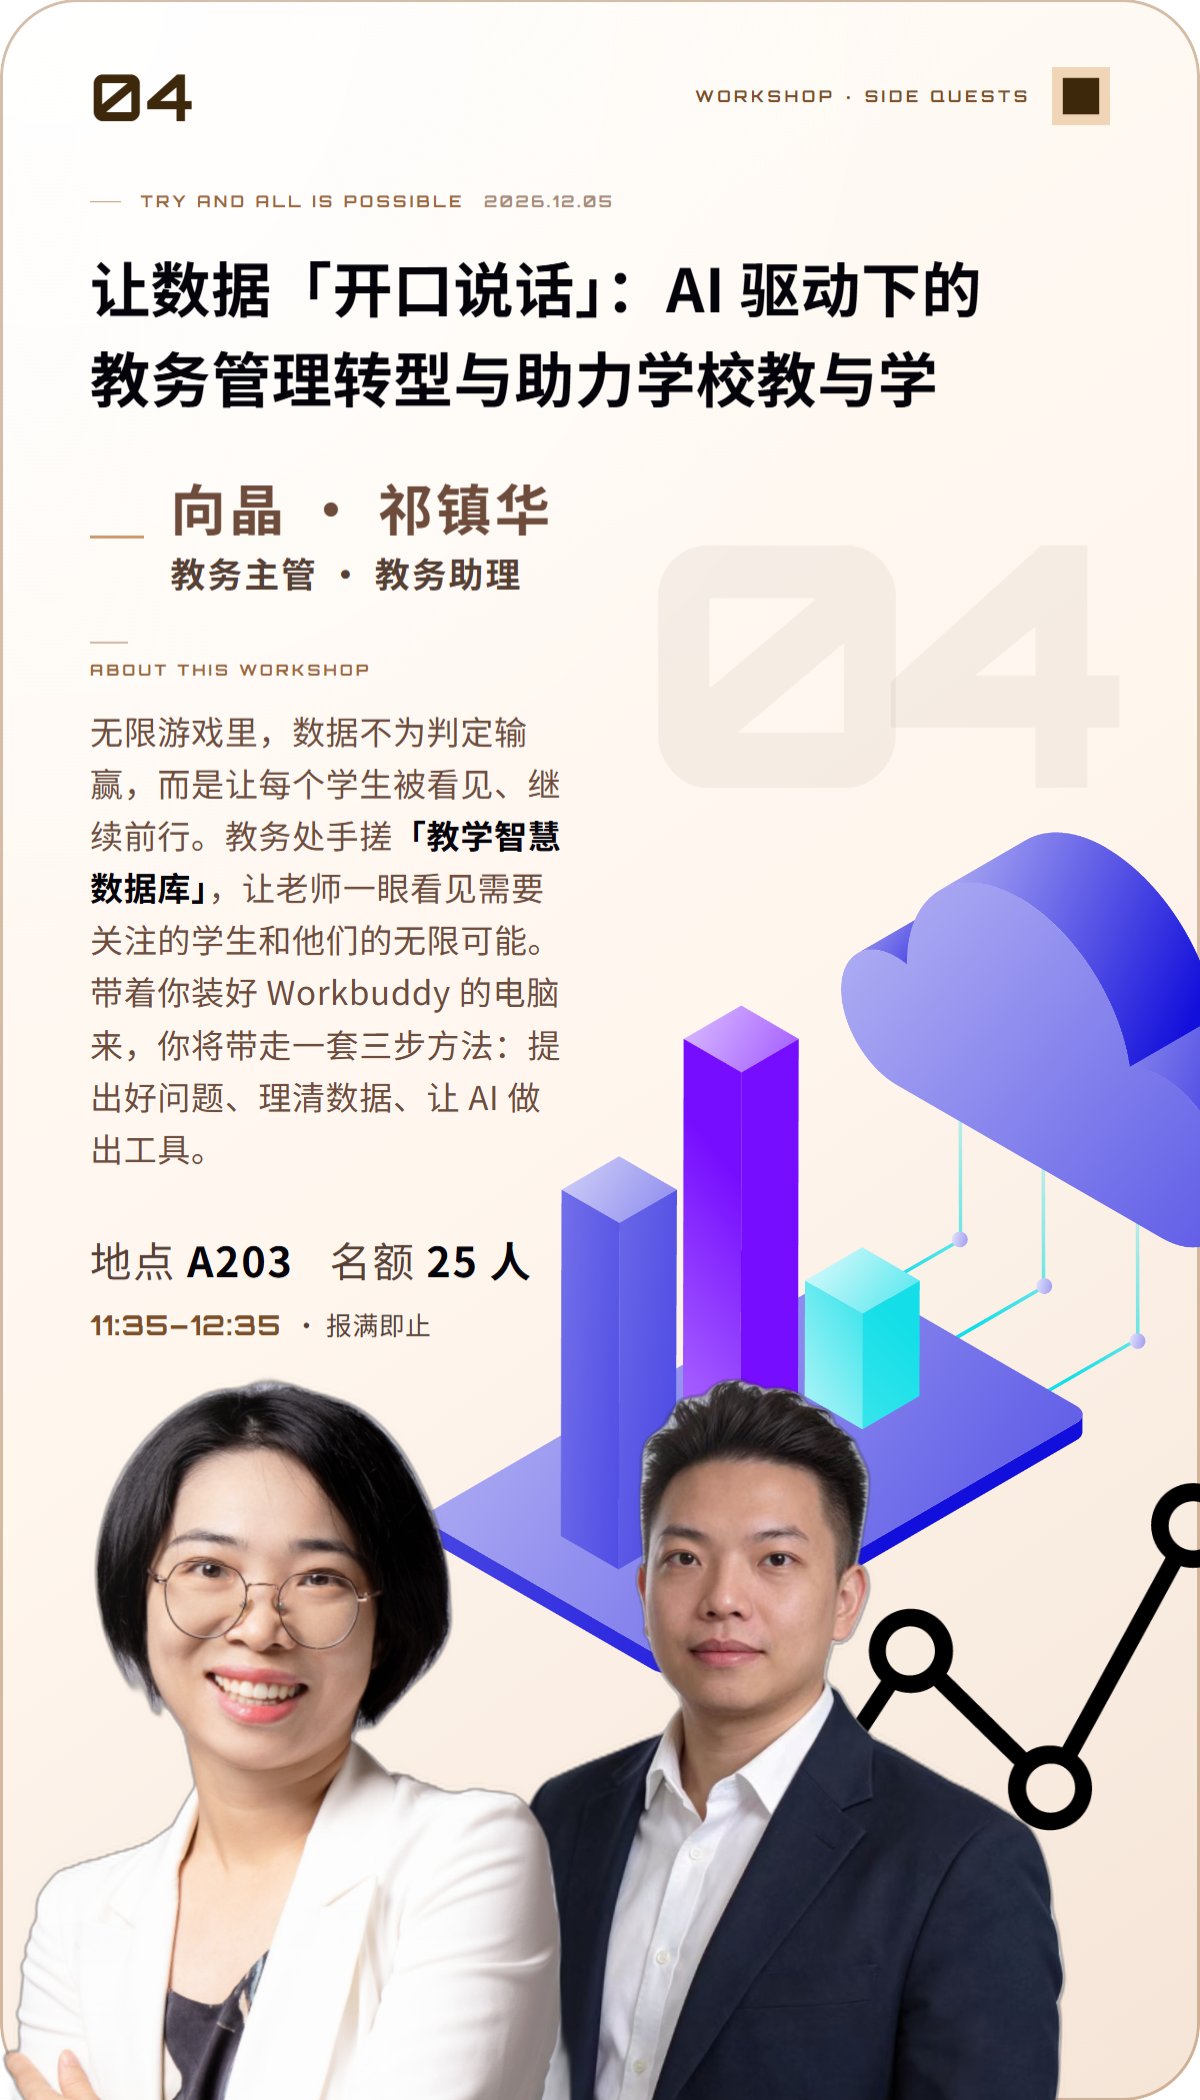 04
WORKSHOP · SIDE QUESTS
TRY AND ALL IS POSSIBLE 2026.12.05
让数据「开口说话」：AI 驱动下的
教务管理转型与助力学校教与学
向晶 · 祁镇华
教务主管 · 教务助理
04
ABOUT THIS WORKSHOP
无限游戏里，数据不为判定输
赢，而是让每个学生被看见、继
续前行。教务处手搓「教学智慧
数据库」，让老师一眼看见需要
关注的学生和他们的无限可能。
带着你装好 Workbuddy 的电脑
来，你将带走一套三步方法：提
出好问题、理清数据、让 AI 做
出工具。
地点 A203 名额 25 人
11:35–12:35 · 报满即止